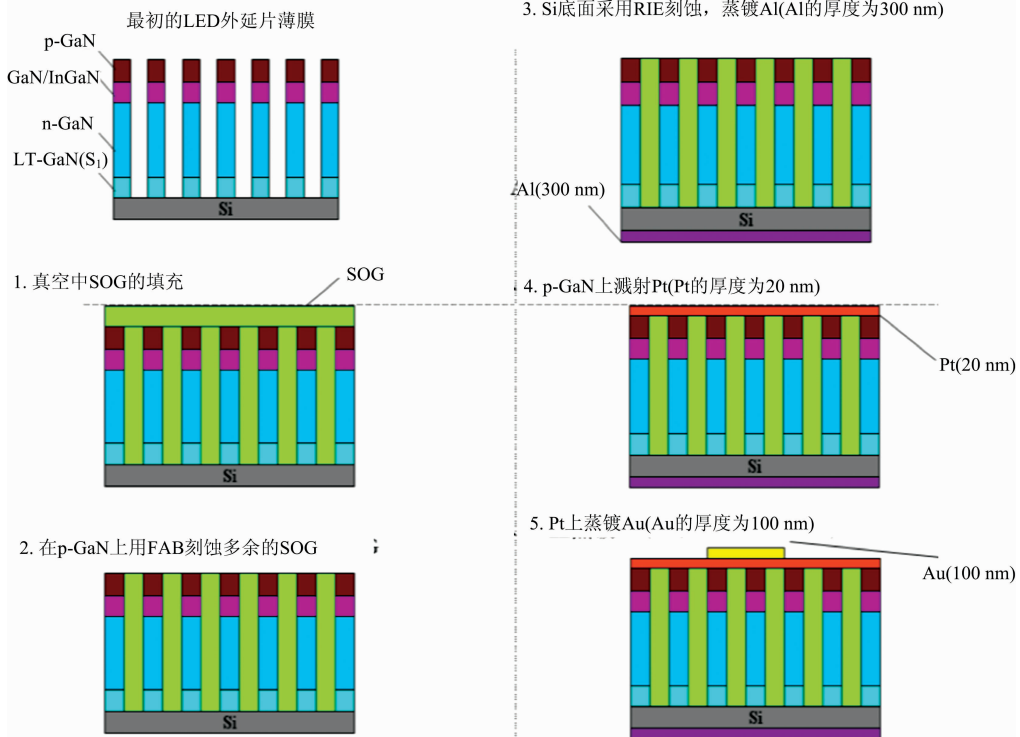 最初的LED外延片薄膜
p-GaN
GaN/InGaN
n-GaN
LT-GaN(S₁)
Si
1. 真空中SOG的填充
SOG
Si
2. 在p-GaN上用FAB刻蚀多余的SOG
Si
3. Si底面采用RIE刻蚀，蒸镀Al(Al的厚度为300 nm)
Al(300 nm)
Si
4. p-GaN上溅射Pt(Pt的厚度为20 nm)
Pt(20 nm)
Si
5. Pt上蒸镀Au(Au的厚度为100 nm)
Au(100 nm)
Si